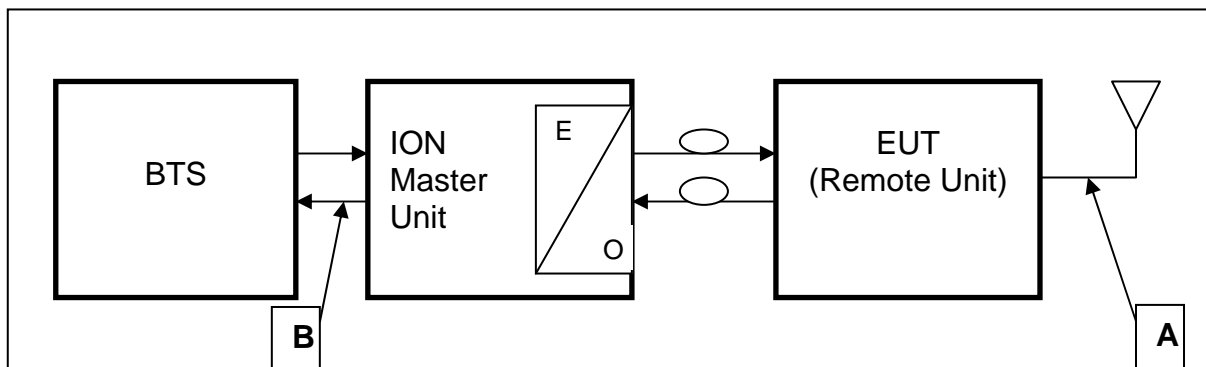 BTS
ION
Master
Unit
E
O
EUT
(Remote Unit)
B
A